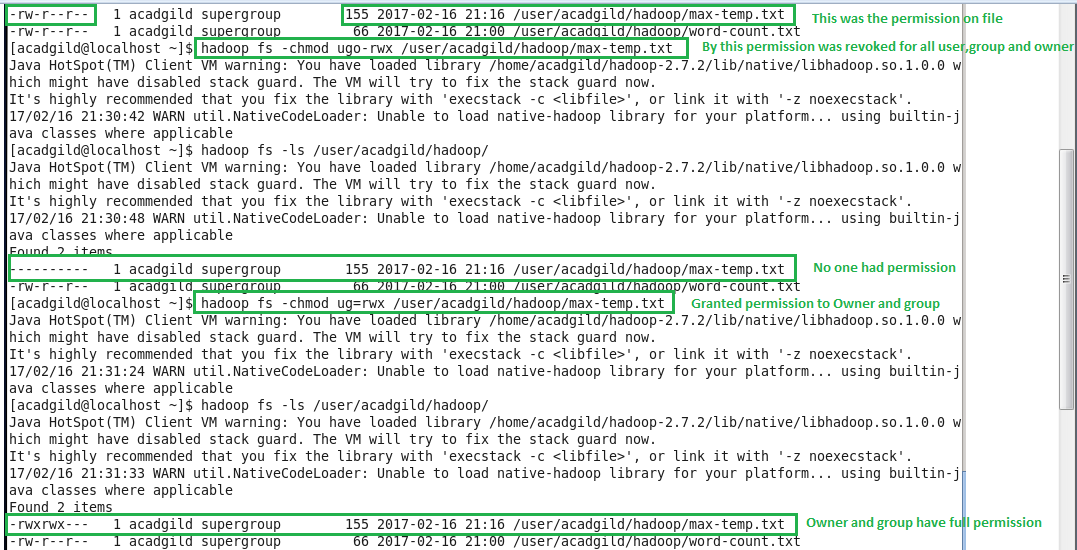 -rw-r--r-- 1 acadgild supergroup 155 2017-02-16 21:16 /user/acadgild/hadoop/max-temp.txt This was the permission on file
-rw-r--r-- 1 acadgild supergroup 66 2017-02-16 21:00 /user/acadgild/hadoop/word-count.txt
[acadgild@localhost ~]$ hadoop fs -chmod ugo-rwx /user/acadgild/hadoop/max-temp.txt By this permission was revoked for all user,group and owner
Java HotSpot(TM) Client VM warning: You have loaded library /home/acadgild/hadoop-2.7.2/lib/native/libhadoop.so.1.0.0 w
hich might have disabled stack guard. The VM will try to fix the stack guard now.
It's highly recommended that you fix the library with 'execstack -c <libfile>', or link it with '-z noexecstack'.
17/02/16 21:30:42 WARN util.NativeCodeLoader: Unable to load native-hadoop library for your platform... using builtin-j
ava classes where applicable
[acadgild@localhost ~]$ hadoop fs -ls /user/acadgild/hadoop/
Java HotSpot(TM) Client VM warning: You have loaded library /home/acadgild/hadoop-2.7.2/lib/native/libhadoop.so.1.0.0 w
hich might have disabled stack guard. The VM will try to fix the stack guard now.
It's highly recommended that you fix the library with 'execstack -c <libfile>', or link it with '-z noexecstack'.
17/02/16 21:30:48 WARN util.NativeCodeLoader: Unable to load native-hadoop library for your platform... using builtin-j
ava classes where applicable
Found 2 items
---------- 1 acadgild supergroup 155 2017-02-16 21:16 /user/acadgild/hadoop/max-temp.txt No one had permission
-rw-r--r-- 1 acadgild supergroup 66 2017-02-16 21:00 /user/acadgild/hadoop/word-count.txt
[acadgild@localhost ~]$ hadoop fs -chmod ug=rwx /user/acadgild/hadoop/max-temp.txt Granted permission to Owner and group
Java HotSpot(TM) Client VM warning: You have loaded library /home/acadgild/hadoop-2.7.2/lib/native/libhadoop.so.1.0.0 w
hich might have disabled stack guard. The VM will try to fix the stack guard now.
It's highly recommended that you fix the library with 'execstack -c <libfile>', or link it with '-z noexecstack'.
17/02/16 21:31:24 WARN util.NativeCodeLoader: Unable to load native-hadoop library for your platform... using builtin-j
ava classes where applicable
[acadgild@localhost ~]$ hadoop fs -ls /user/acadgild/hadoop/
Java HotSpot(TM) Client VM warning: You have loaded library /home/acadgild/hadoop-2.7.2/lib/native/libhadoop.so.1.0.0 w
hich might have disabled stack guard. The VM will try to fix the stack guard now.
It's highly recommended that you fix the library with 'execstack -c <libfile>', or link it with '-z noexecstack'.
17/02/16 21:31:33 WARN util.NativeCodeLoader: Unable to load native-hadoop library for your platform... using builtin-j
ava classes where applicable
Found 2 items
-rwxrwx--- 1 acadgild supergroup 155 2017-02-16 21:16 /user/acadgild/hadoop/max-temp.txt Owner and group have full permission
-rw-r--r-- 1 acadgild supergroup 66 2017-02-16 21:00 /user/acadgild/hadoop/word-count.txt